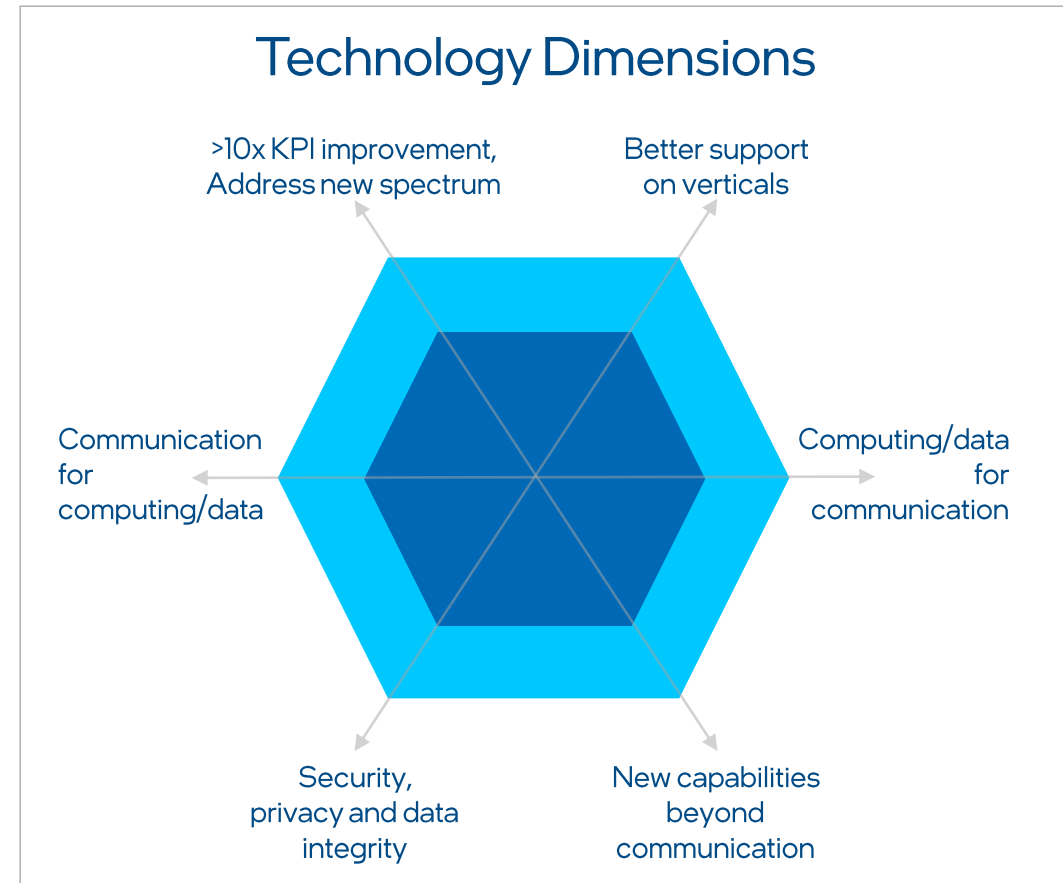 Technology Dimensions
>10x KPI improvement,
Address new spectrum
Better support
on verticals
Communication
for
computing/data
Computing/data
for
communication
Security,
privacy and data
integrity
New capabilities
beyond
communication